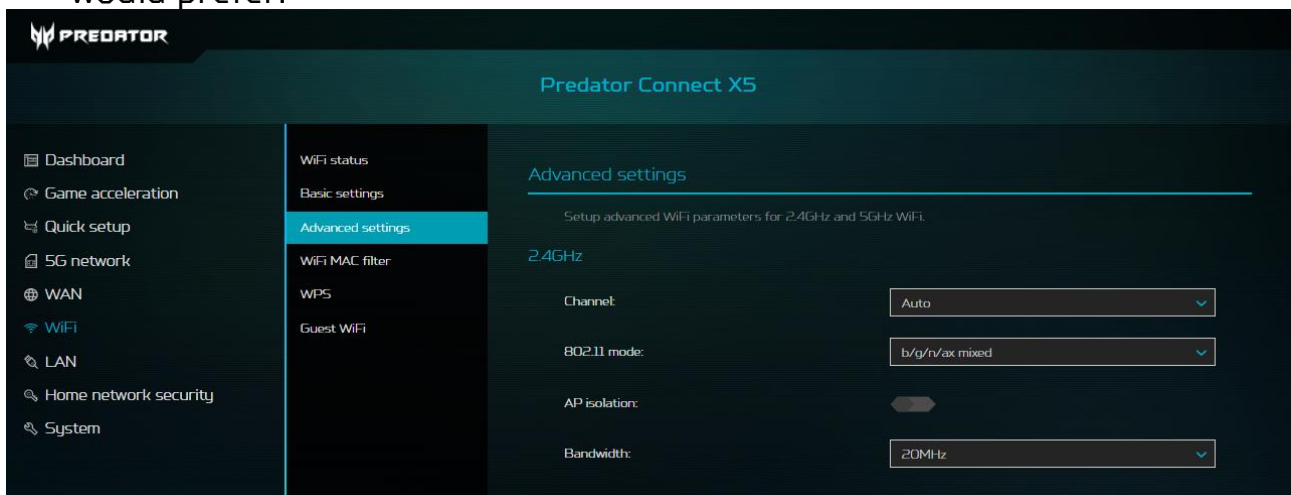 would prefer.
PREDATOR
Predator Connect X5
Dashboard
Game acceleration
Quick setup
5G network
WAN
WiFi
LAN
Home network security
System
WiFi status
Basic settings
Advanced settings
WiFi MAC filter
WPS
Guest WiFi
Advanced settings
Setup advanced WiFi parameters for 2.4GHz and 5GHz WiFi.
2.4GHz
Channel: Auto
802.11 mode: b/g/n/ax mixed
AP isolation:
Bandwidth: 20MHz